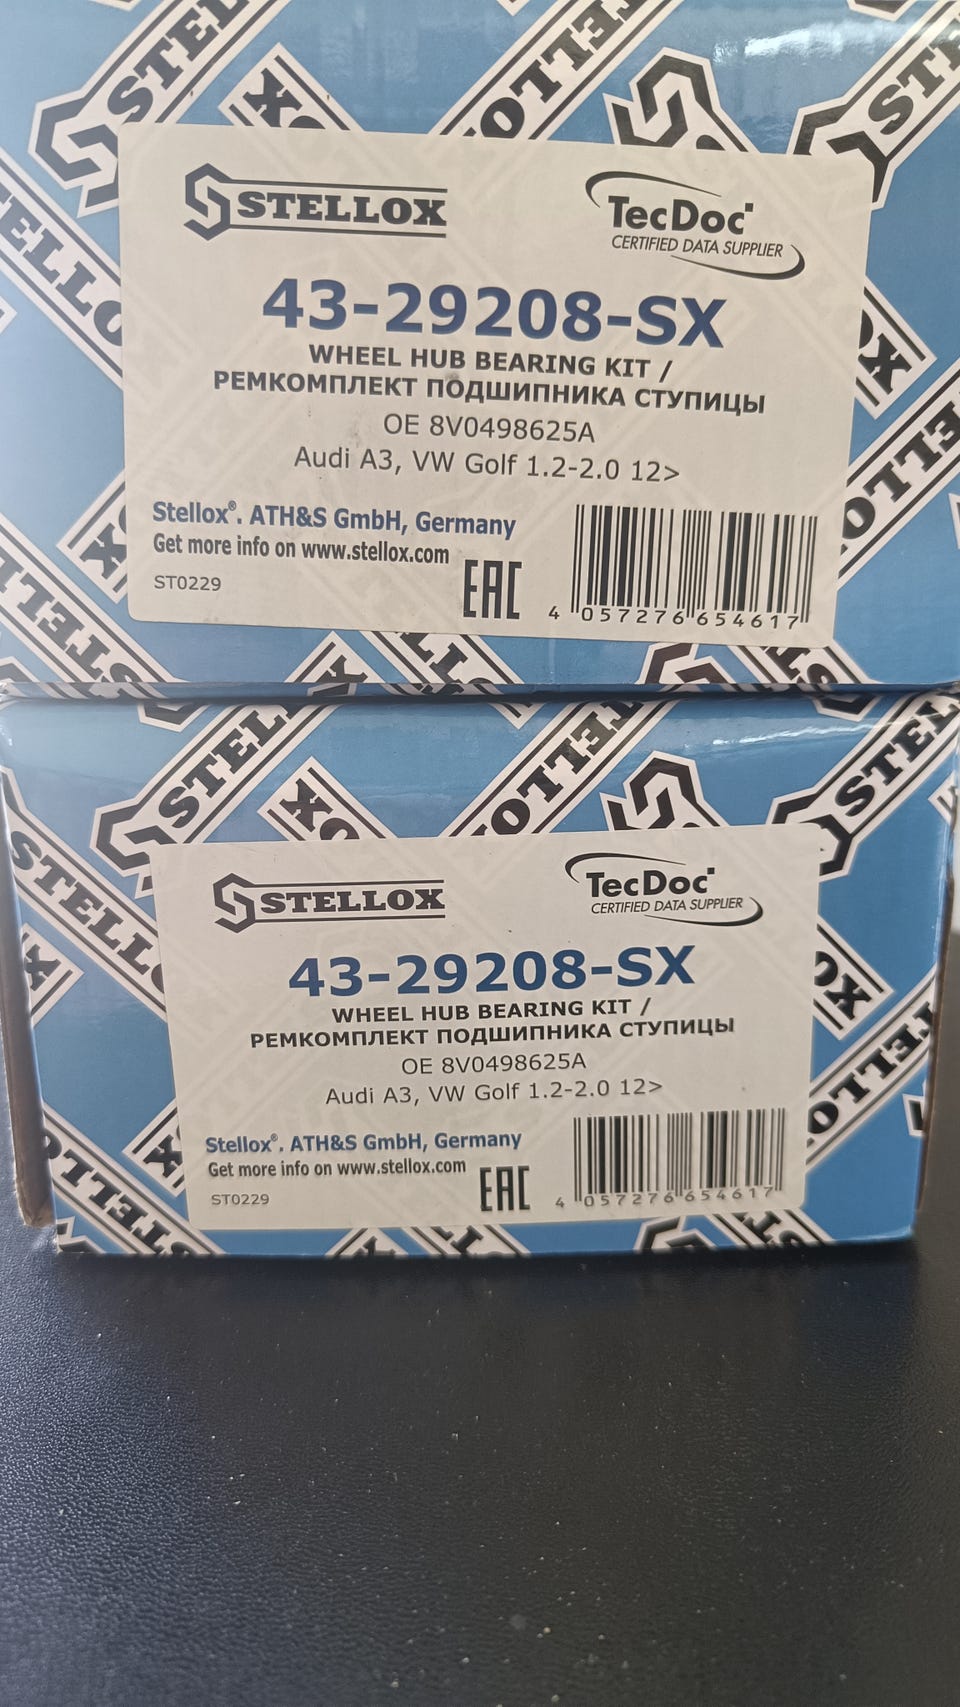 STELLOX
TecDoc
CERTIFIED DATA SUPPLIER
43-29208-SX
WHEEL HUB BEARING KIT /
РЕМКОМПЛЕКТ ПОДШИПНИКА СТУПИЦЫ
OE 8V0498625A
Audi A3, VW Golf 1.2-2.0 12>
Stellox®. ATH&S GmbH, Germany
Get more info on www.stellox.com
ST0229
EAC
4 057276 654617
STELLOX
TecDoc
CERTIFIED DATA SUPPLIER
43-29208-SX
WHEEL HUB BEARING KIT /
РЕМКОМПЛЕКТ ПОДШИПНИКА СТУПИЦЫ
OE 8V0498625A
Audi A3, VW Golf 1.2-2.0 12>
Stellox®. ATH&S GmbH, Germany
Get more info on www.stellox.com
ST0229
EAC
4 057276 654617